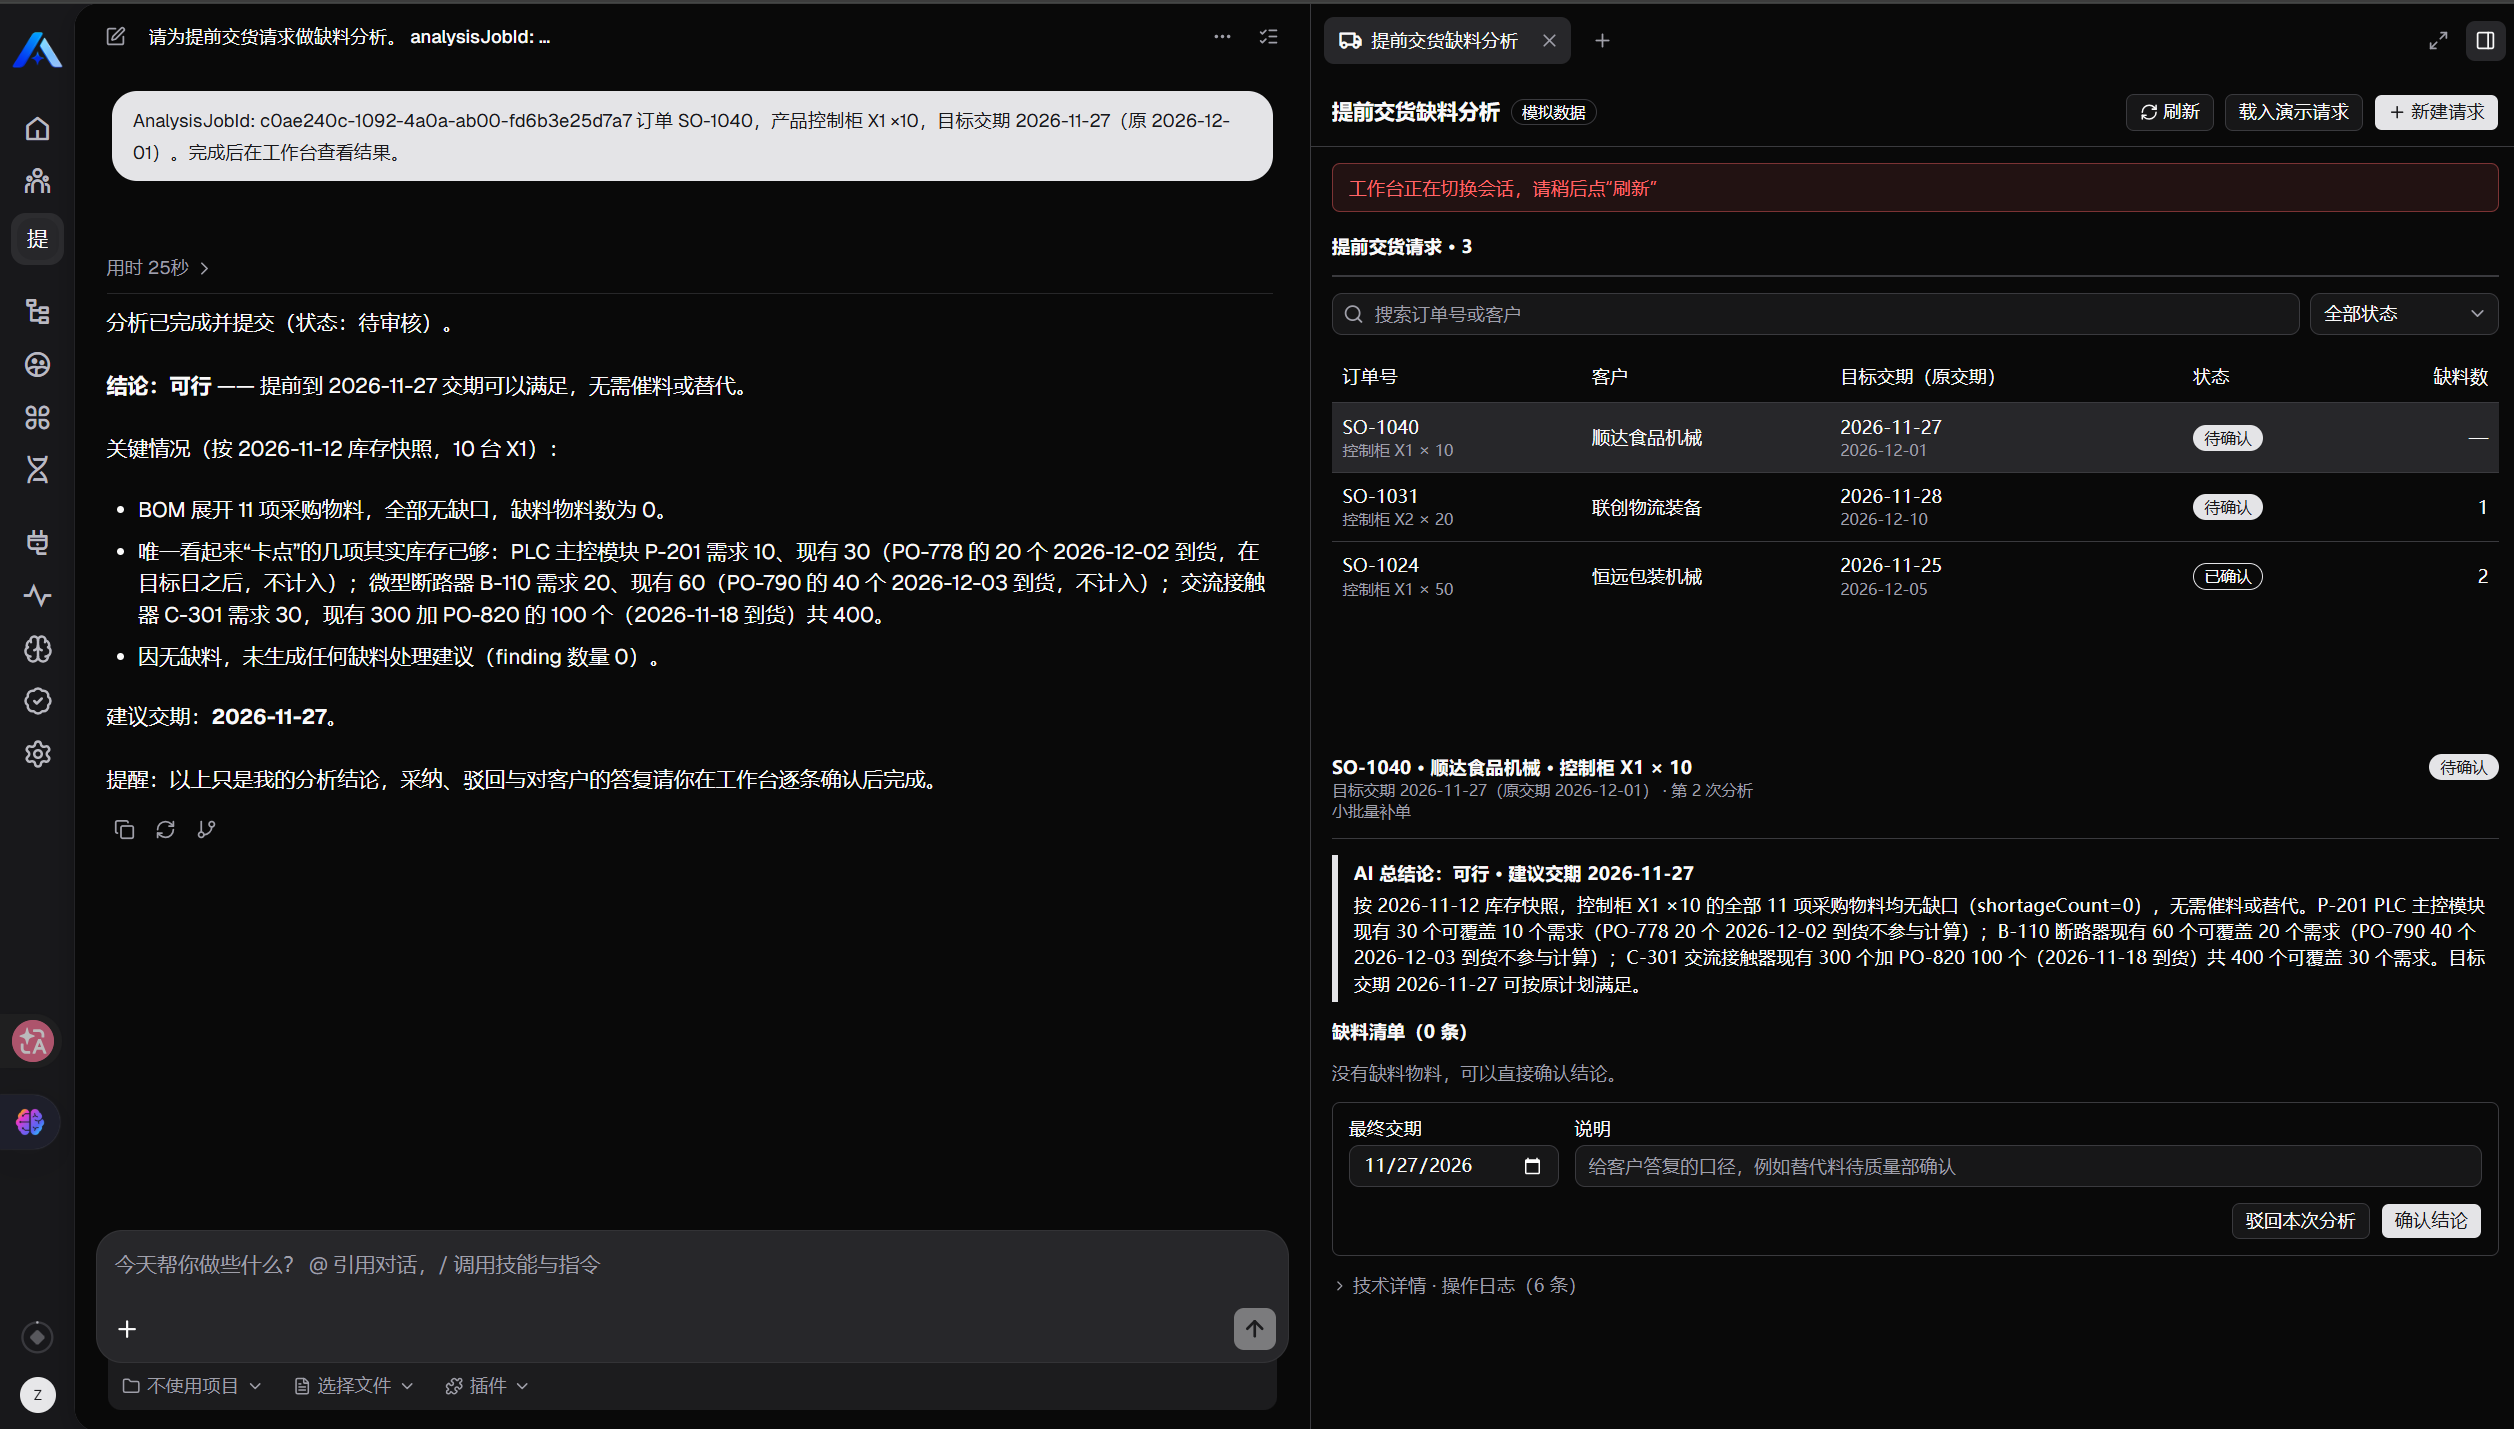 请为提前交货请求做缺料分析。 analysisJobId: ...
AnalysisJobId: c0ae240c-1092-4a0a-ab00-fd6b3e25d7a7 订单 SO-1040，产品控制柜 X1 ×10，目标交期 2026-11-27（原 2026-12-
01）。完成后在工作台查看结果。
提
用时 25秒
分析已完成并提交（状态：待审核）。
结论：可行 —— 提前到 2026-11-27 交期可以满足，无需催料或替代。
关键情况（按 2026-11-12 库存快照，10 台 X1）：
• BOM 展开 11 项采购物料，全部无缺口，缺料物料数为 0。
• 唯一看起来“卡点”的几项其实库存已够：PLC 主控模块 P-201 需求 10、现有 30（PO-778 的 20 个 2026-12-02 到货，在
目标日之后，不计入）；微型断路器 B-110 需求 20、现有 60（PO-790 的 40 个 2026-12-03 到货，不计入）；交流接触
器 C-301 需求 30，现有 300 加 PO-820 的 100 个（2026-11-18 到货）共 400。
• 因无缺料，未生成任何缺料处理建议（finding 数量 0）。
建议交期：2026-11-27。
提醒：以上只是我的分析结论，采纳、驳回与对客户的答复请你在工作台逐条确认后完成。
今天帮你做些什么？ @ 引用对话，/ 调用技能与指令
不使用项目
选择文件
插件
Z
提前交货缺料分析
提前交货缺料分析 模拟数据
刷新
载入演示请求
+ 新建请求
工作台正在切换会话，请稍后点“刷新”
提前交货请求 • 3
搜索订单号或客户
全部状态
订单号 客户 目标交期（原交期） 状态 缺料数
SO-1040 顺达食品机械 2026-11-27 待确认 —
控制柜 X1 × 10 2026-12-01
SO-1031 联创物流装备 2026-11-28 待确认 1
控制柜 X2 × 20 2026-12-10
SO-1024 恒远包装机械 2026-11-25 已确认 2
控制柜 X1 × 50 2026-12-05
SO-1040 • 顺达食品机械 • 控制柜 X1 × 10 待确认
目标交期 2026-11-27（原交期 2026-12-01） · 第 2 次分析
小批量补单
AI 总结论：可行 • 建议交期 2026-11-27
按 2026-11-12 库存快照，控制柜 X1 ×10 的全部 11 项采购物料均无缺口（shortageCount=0），无需催料或替代。P-201 PLC 主控模块
现有 30 个可覆盖 10 个需求（PO-778 20 个 2026-12-02 到货不参与计算）；B-110 断路器现有 60 个可覆盖 20 个需求（PO-790 40 个
2026-12-03 到货不参与计算）；C-301 交流接触器现有 300 个加 PO-820 100 个（2026-11-18 到货）共 400 个可覆盖 30 个需求。目标
交期 2026-11-27 可按原计划满足。
缺料清单（0 条）
没有缺料物料，可以直接确认结论。
最终交期 说明
11/27/2026 给客户答复的口径，例如替代料待质量部确认
驳回本次分析 确认结论
技术详情 · 操作日志（6 条）